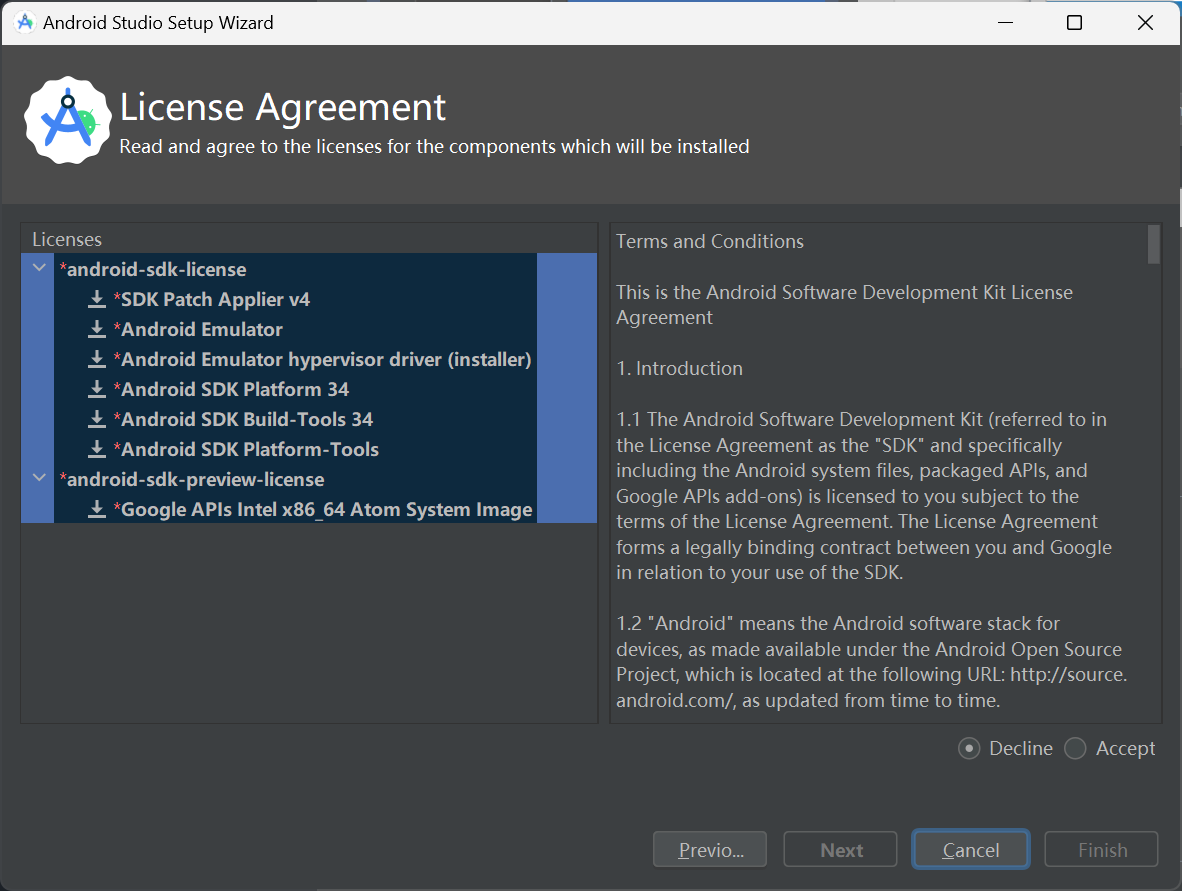 Android Studio Setup Wizard
License Agreement
Read and agree to the licenses for the components which will be installed
Licenses
*android-sdk-license
*SDK Patch Applier v4
*Android Emulator
*Android Emulator hypervisor driver (installer)
*Android SDK Platform 34
*Android SDK Build-Tools 34
*Android SDK Platform-Tools
*android-sdk-preview-license
*Google APIs Intel x86_64 Atom System Image
Terms and Conditions
This is the Android Software Development Kit License
Agreement
1. Introduction
1.1 The Android Software Development Kit (referred to in
the License Agreement as the "SDK" and specifically
including the Android system files, packaged APIs, and
Google APIs add-ons) is licensed to you subject to the
terms of the License Agreement. The License Agreement
forms a legally binding contract between you and Google
in relation to your use of the SDK.
1.2 "Android" means the Android software stack for
devices, as made available under the Android Open Source
Project, which is located at the following URL: http://source.
android.com/, as updated from time to time.
Decline Accept
Previo... Next Cancel Finish